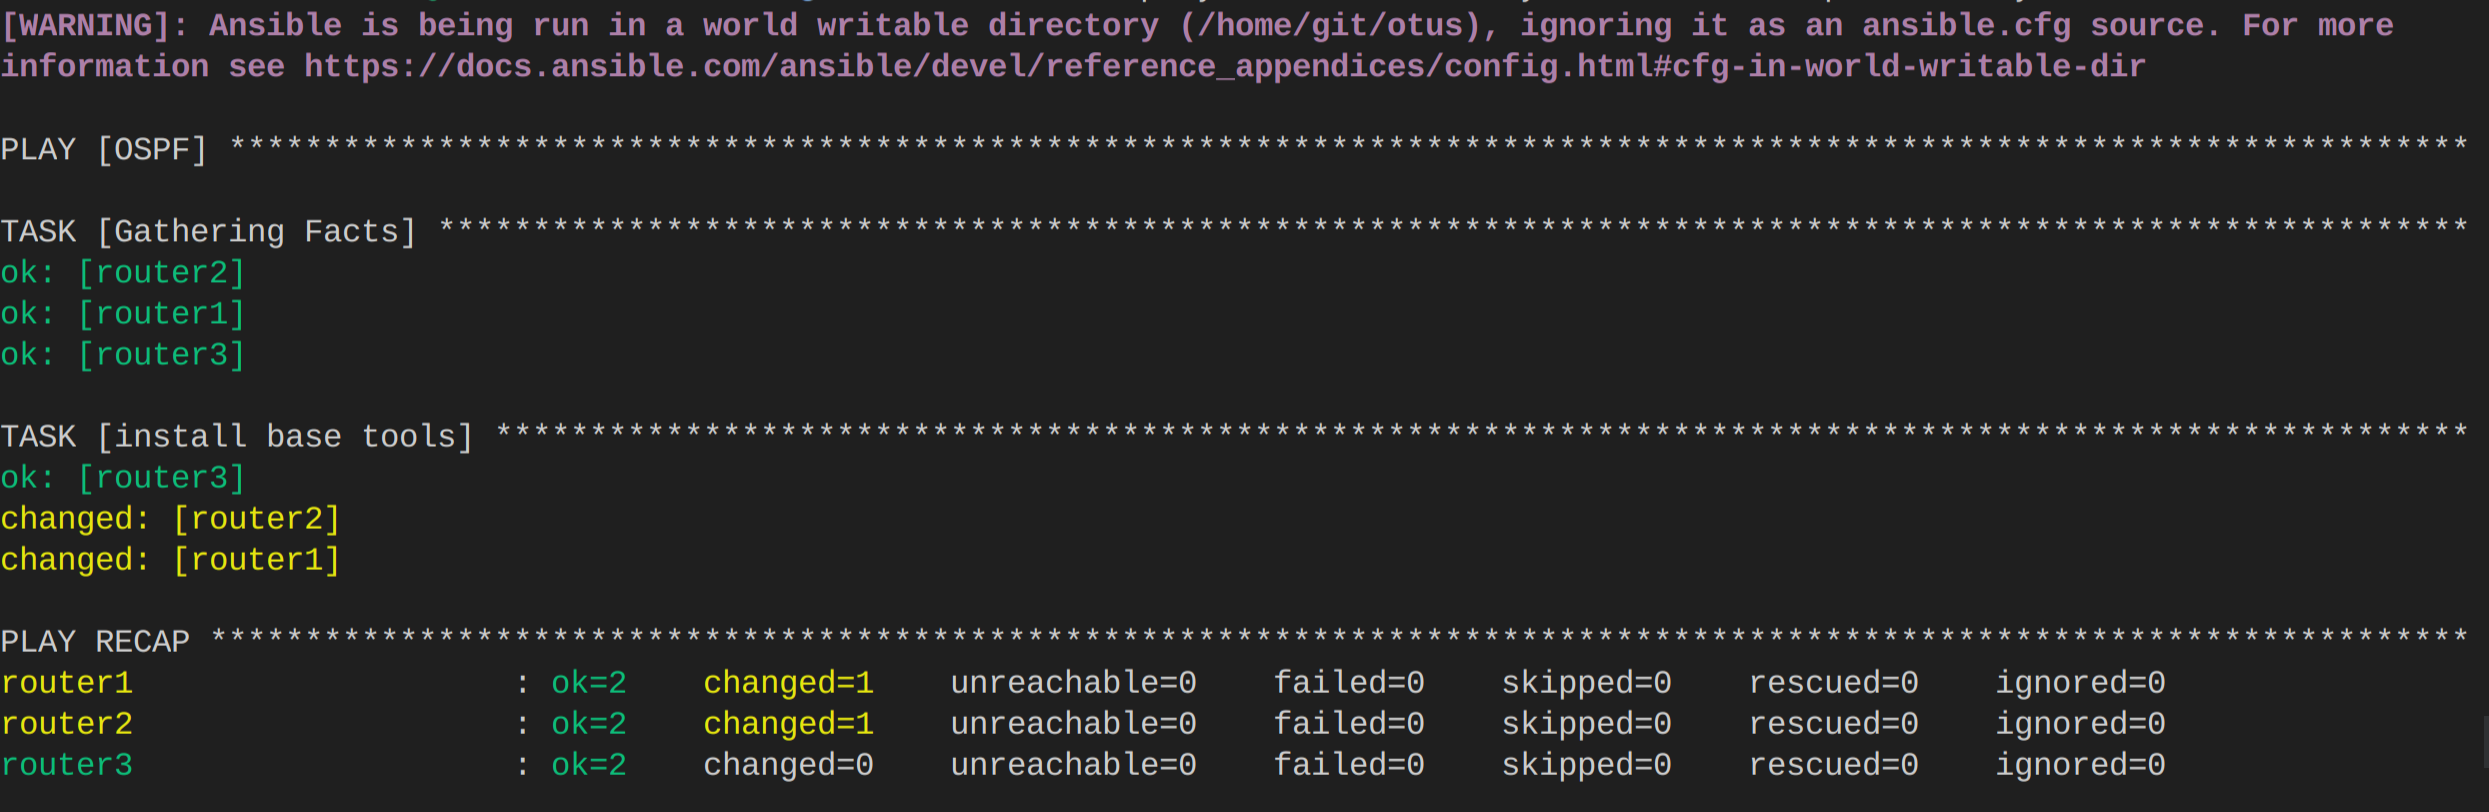 [WARNING]: Ansible is being run in a world writable directory (/home/git/otus), ignoring it as an ansible.cfg source. For more
information see https://docs.ansible.com/ansible/devel/reference_appendices/config.html#cfg-in-world-writable-dir
PLAY [OSPF] **********************************************************************************************************************
TASK [Gathering Facts] ***********************************************************************************************************
ok: [router2]
ok: [router1]
ok: [router3]
TASK [install base tools] ********************************************************************************************************
ok: [router3]
changed: [router2]
changed: [router1]
PLAY RECAP ***********************************************************************************************************************
router1                    : ok=2    changed=1    unreachable=0    failed=0    skipped=0    rescued=0    ignored=0
router2                    : ok=2    changed=1    unreachable=0    failed=0    skipped=0    rescued=0    ignored=0
router3                    : ok=2    changed=0    unreachable=0    failed=0    skipped=0    rescued=0    ignored=0